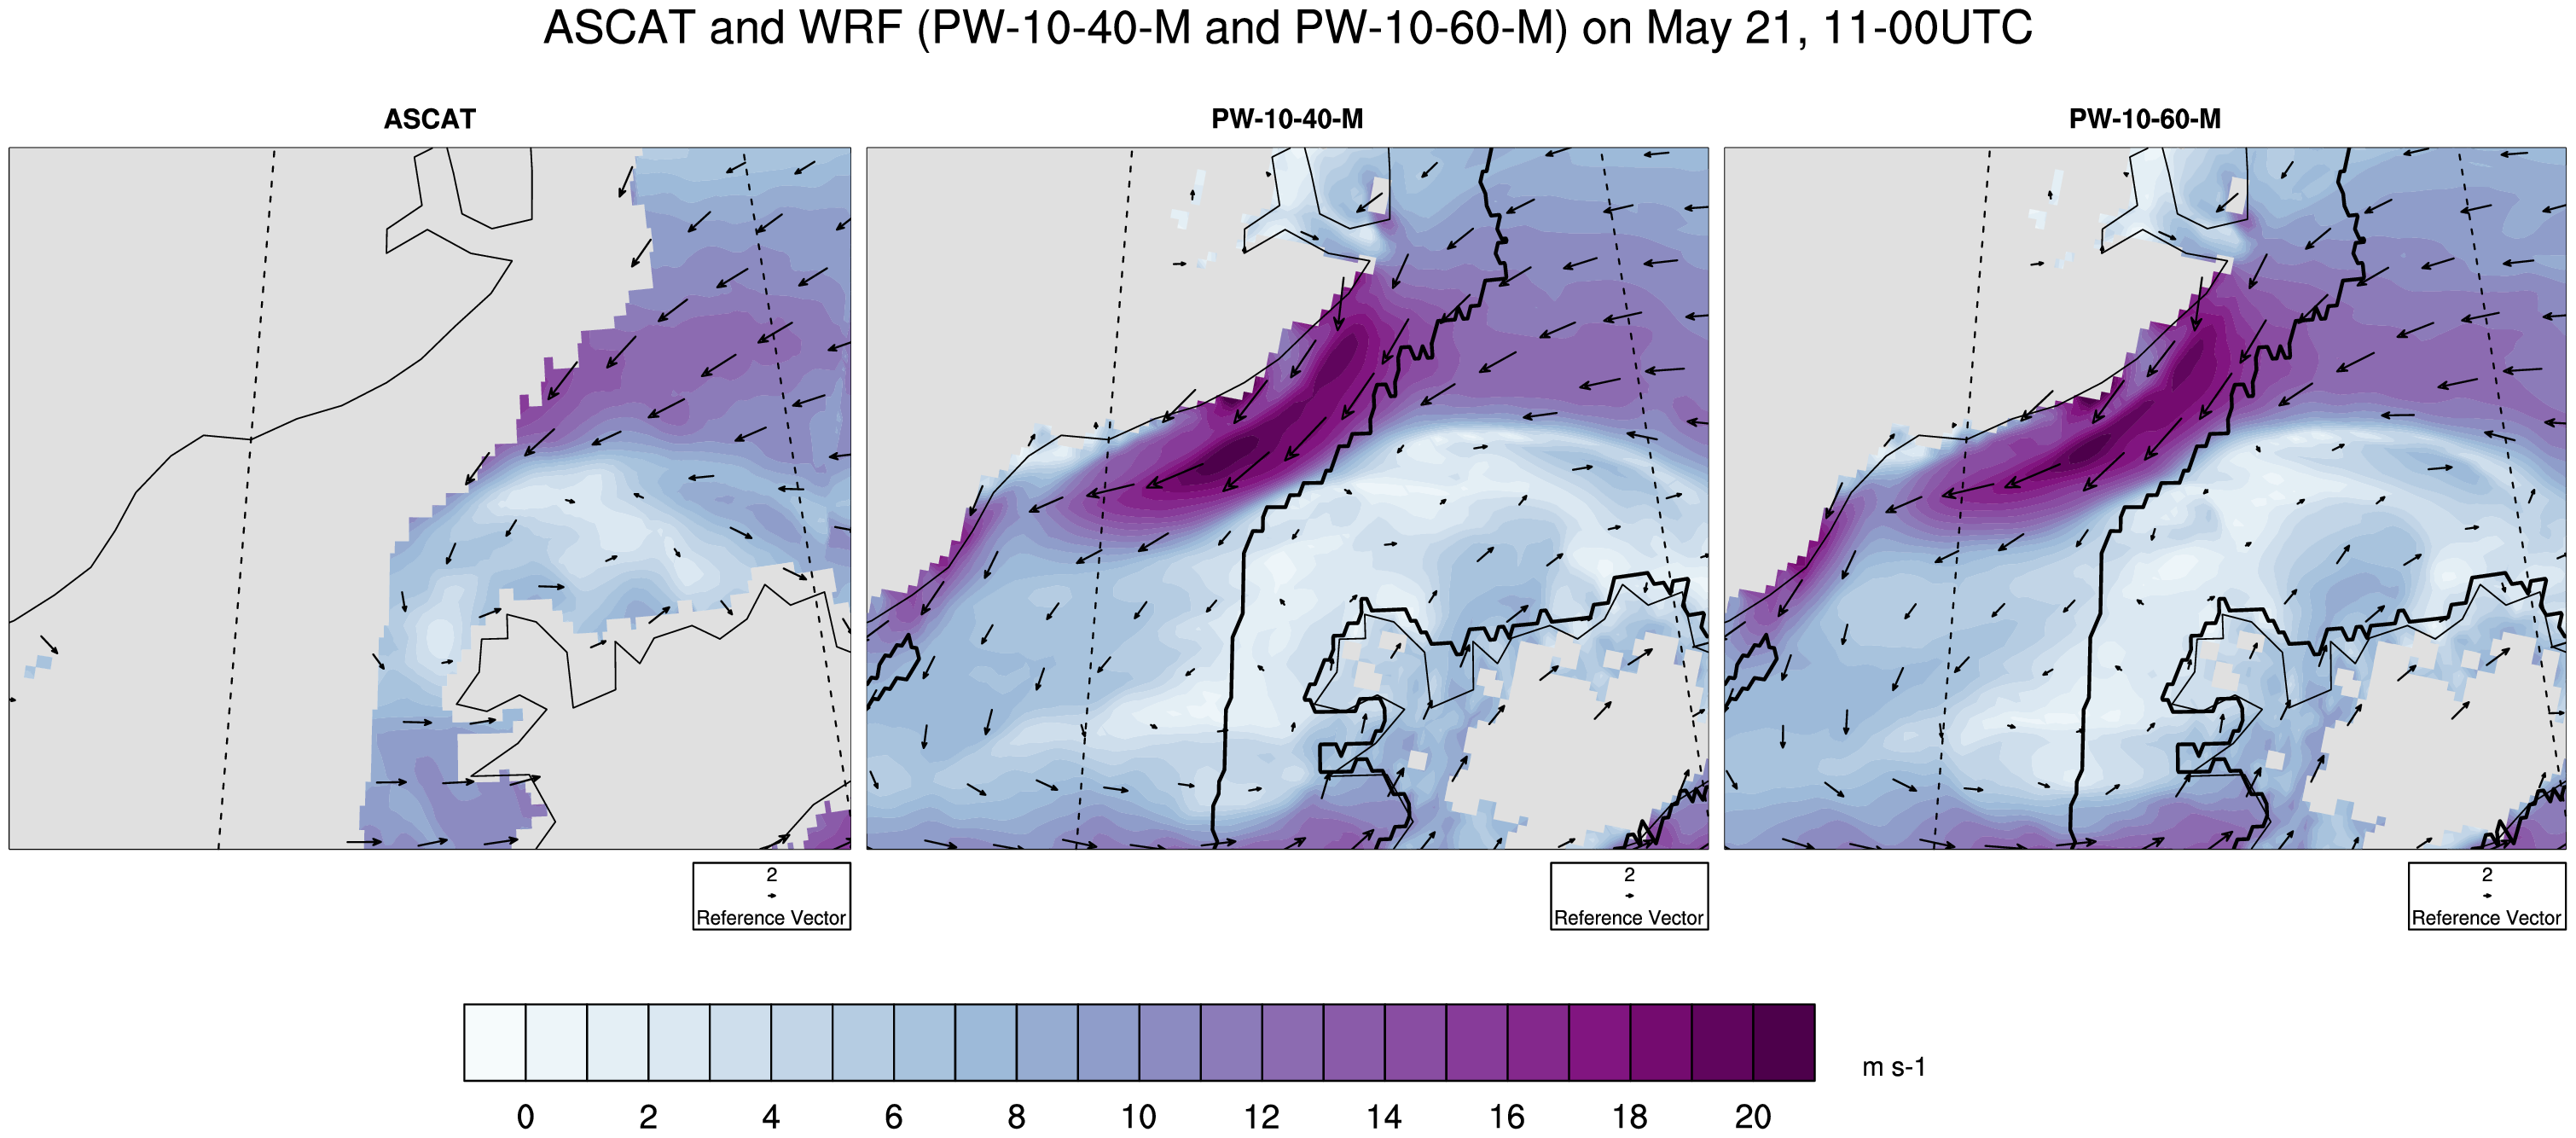 ASCAT and WRF (PW-10-40-M and PW-10-60-M) on May 21, 11-00UTC
ASCAT
PW-10-40-M
PW-10-60-M
2
Reference Vector
2
Reference Vector
2
Reference Vector
m s-1
0 2 4 6 8 10 12 14 16 18 20